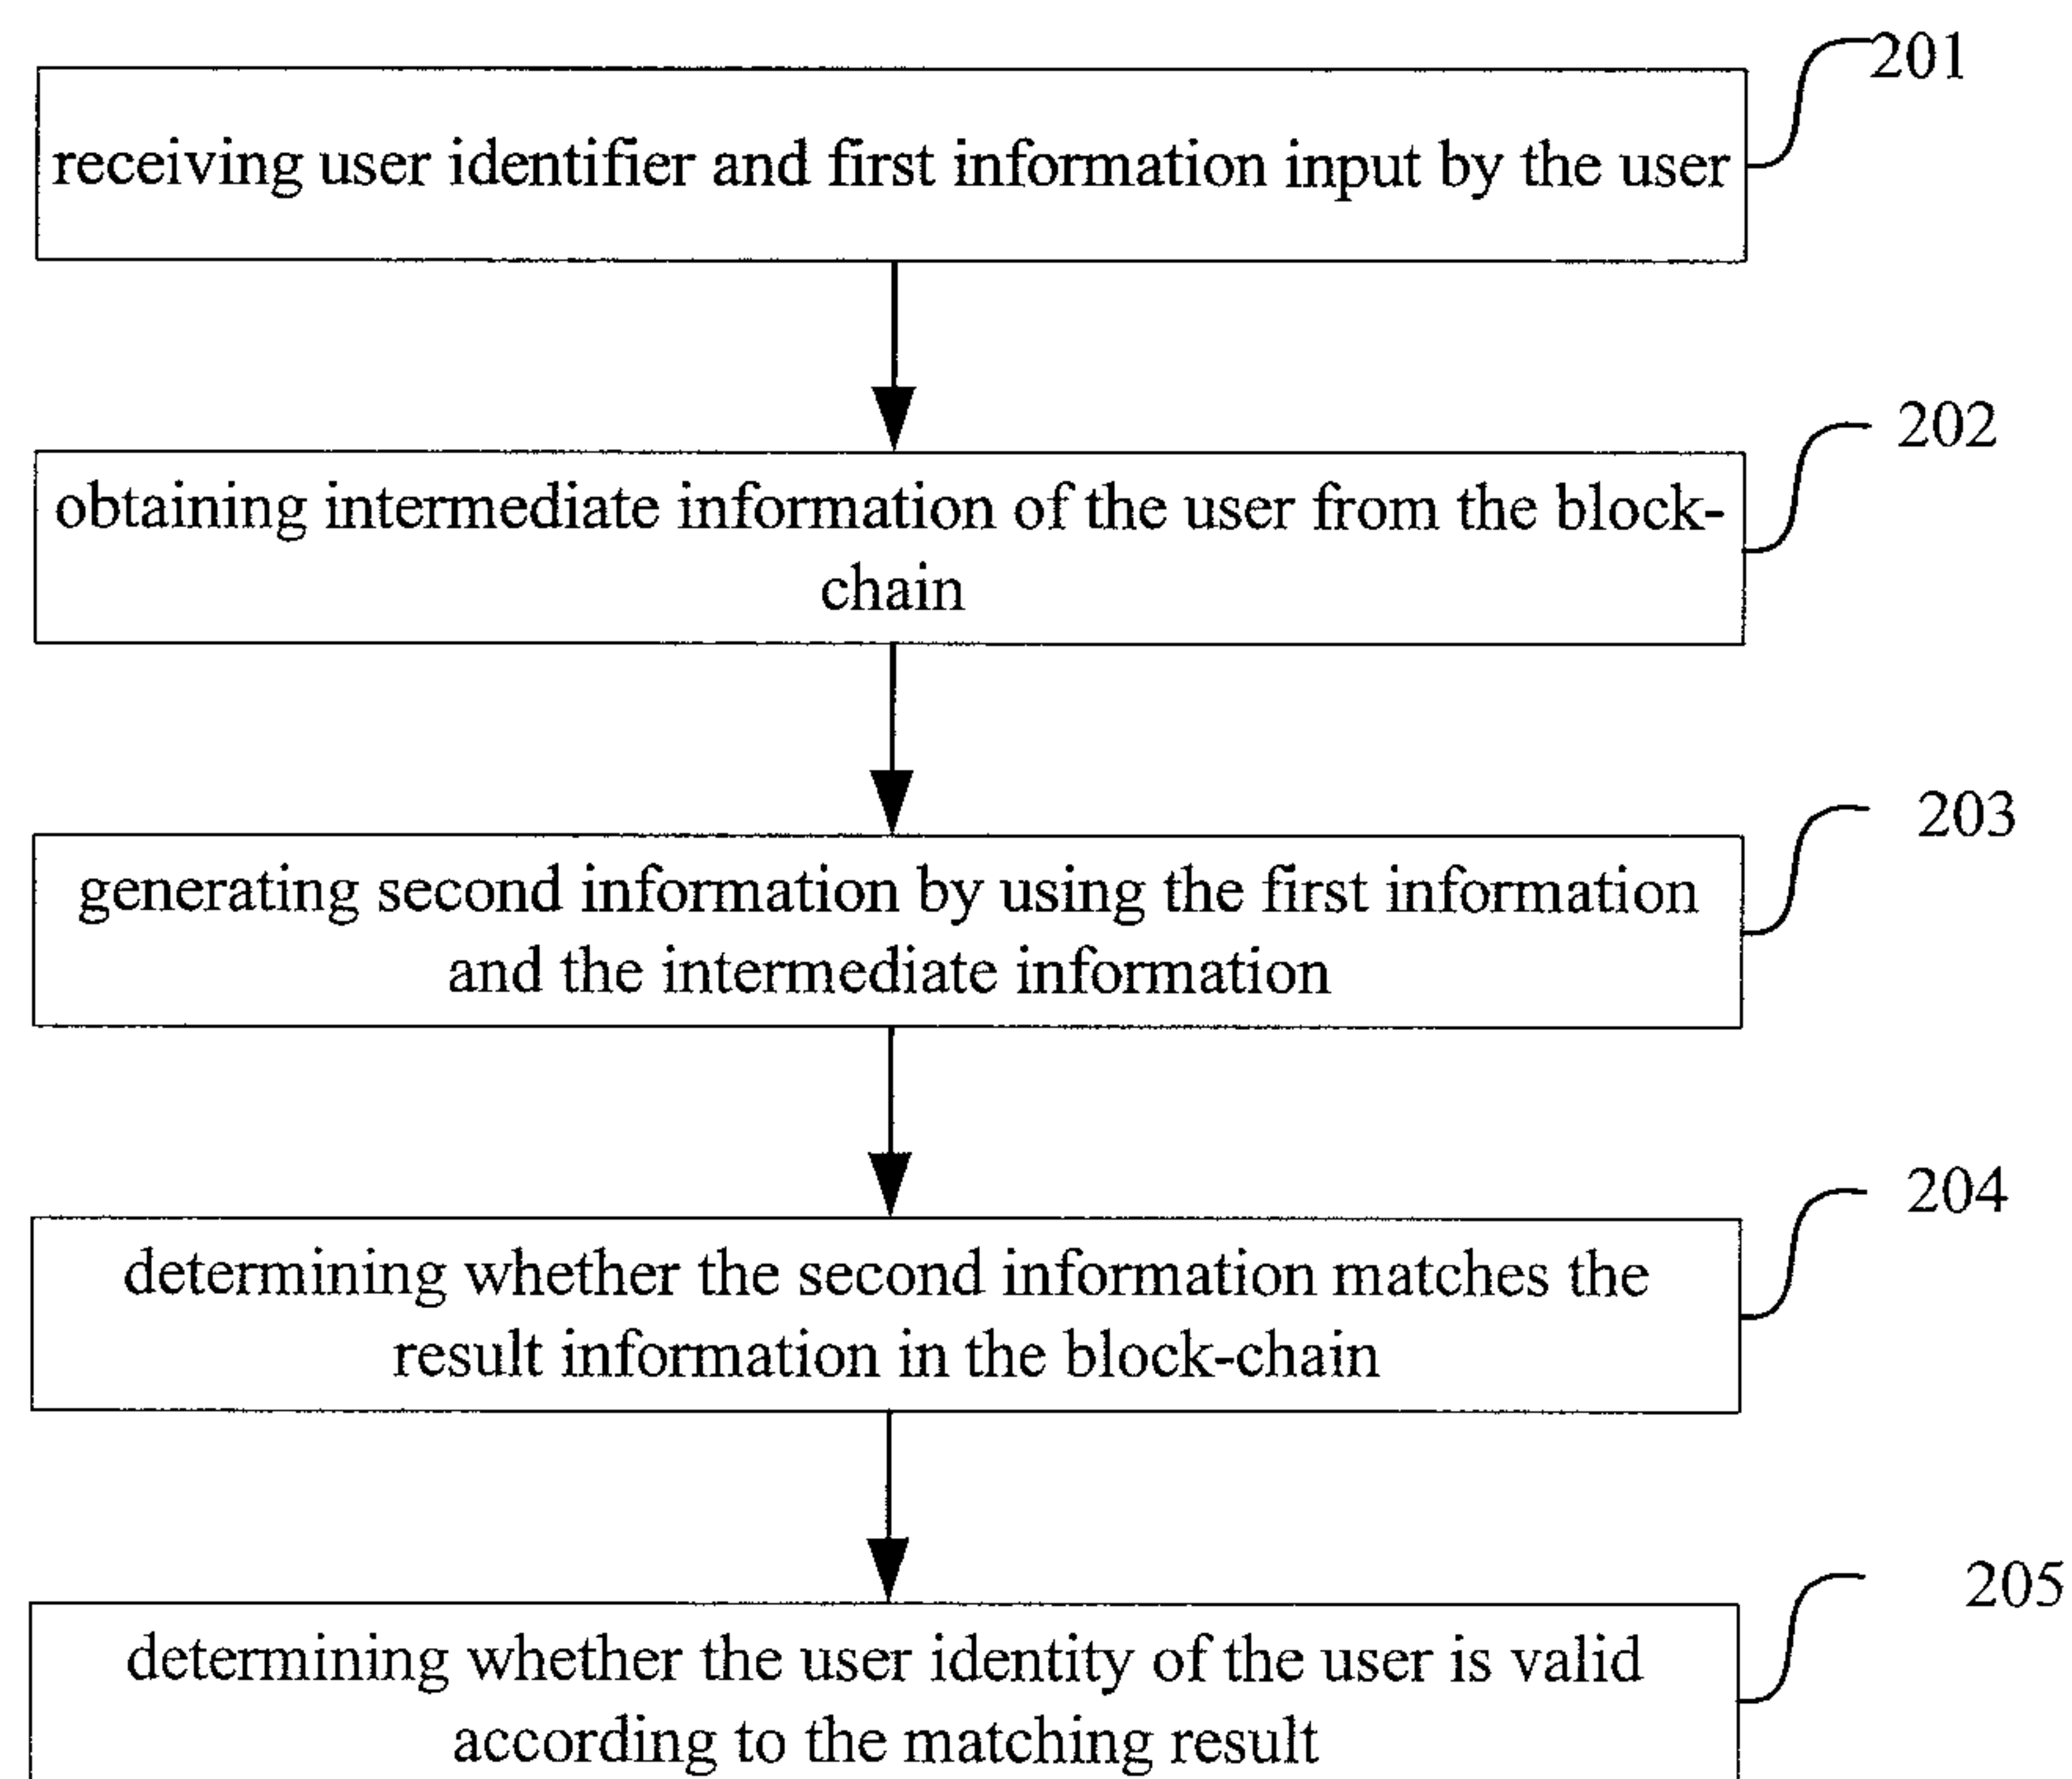 201
receiving user identifier and first information input by the user
202
obtaining intermediate information of the user from the block-
chain
203
generating second information by using the first information
and the intermediate information
204
determining whether the second information matches the
result information in the block-chain
205
determining whether the user identity of the user is valid
according to the matching result